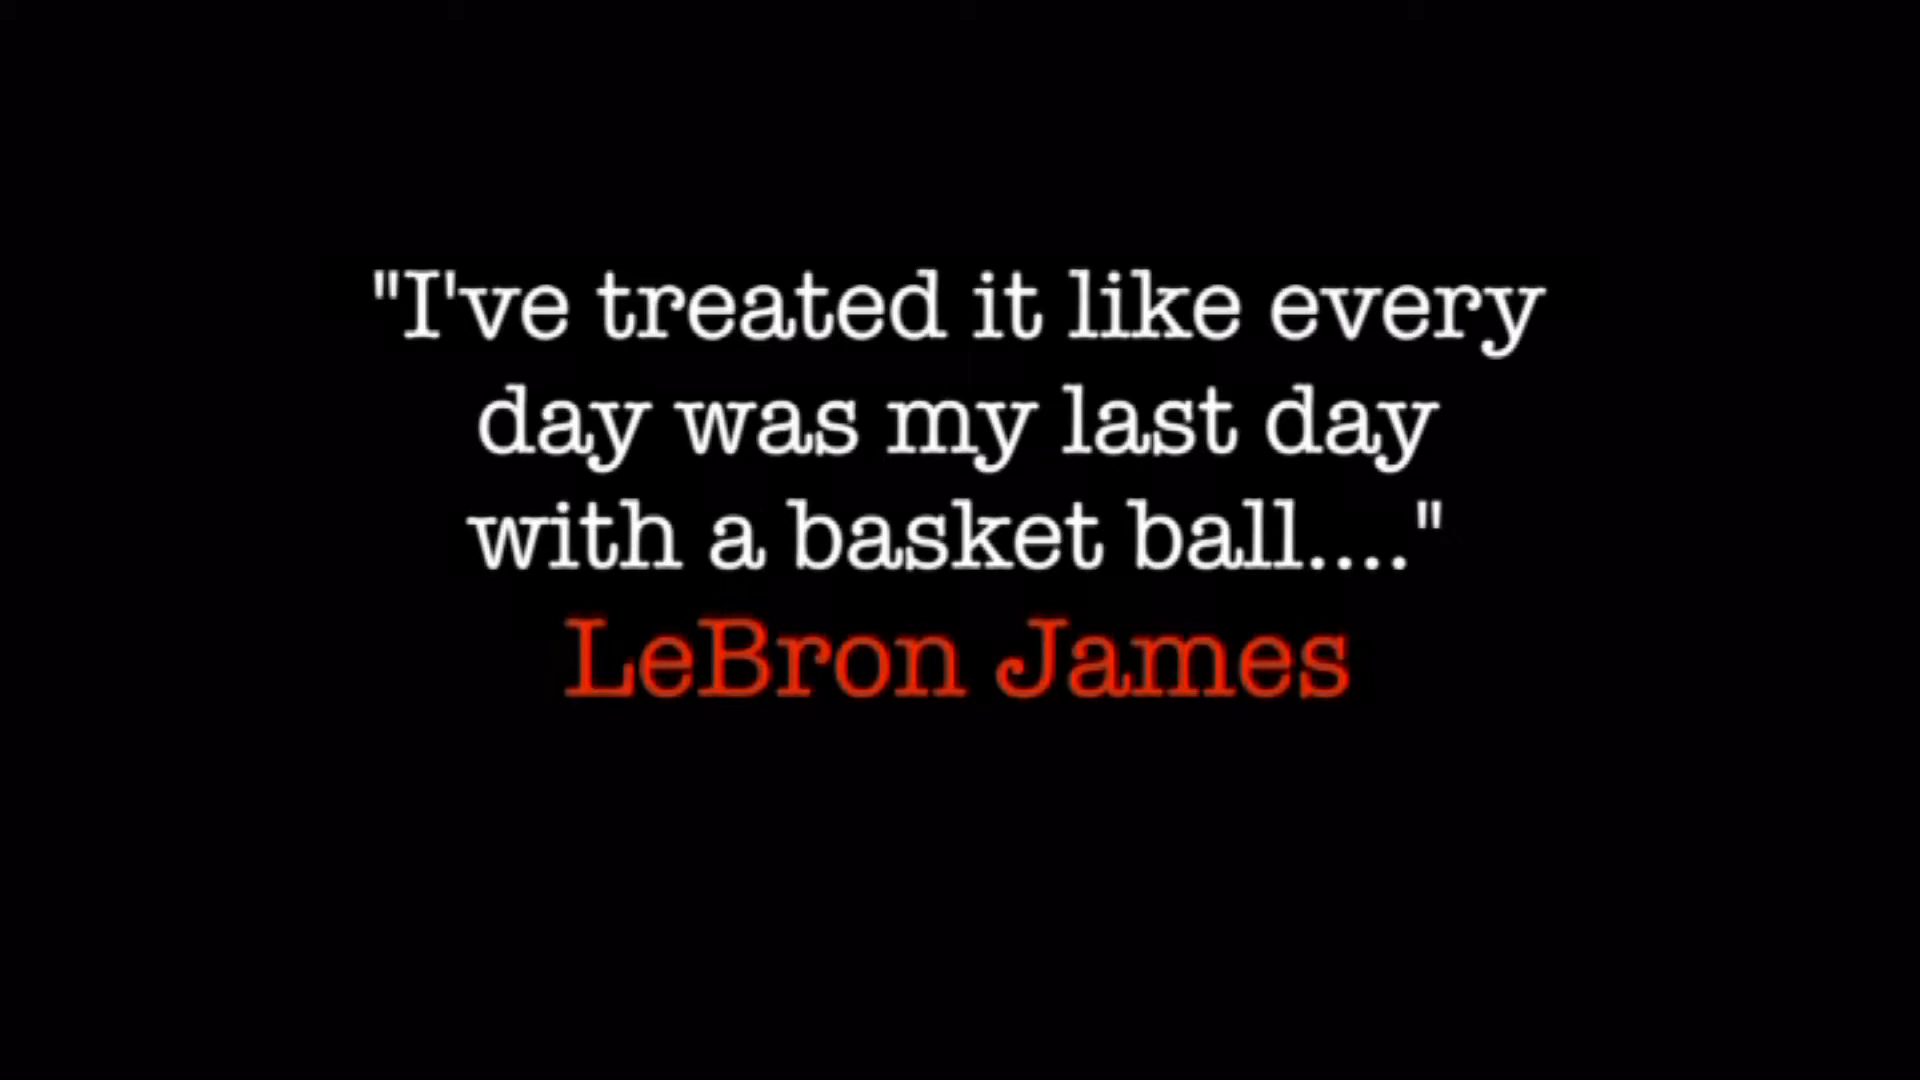 "I've treated it like every
day was my last day
with a basket ball...."
LeBron James